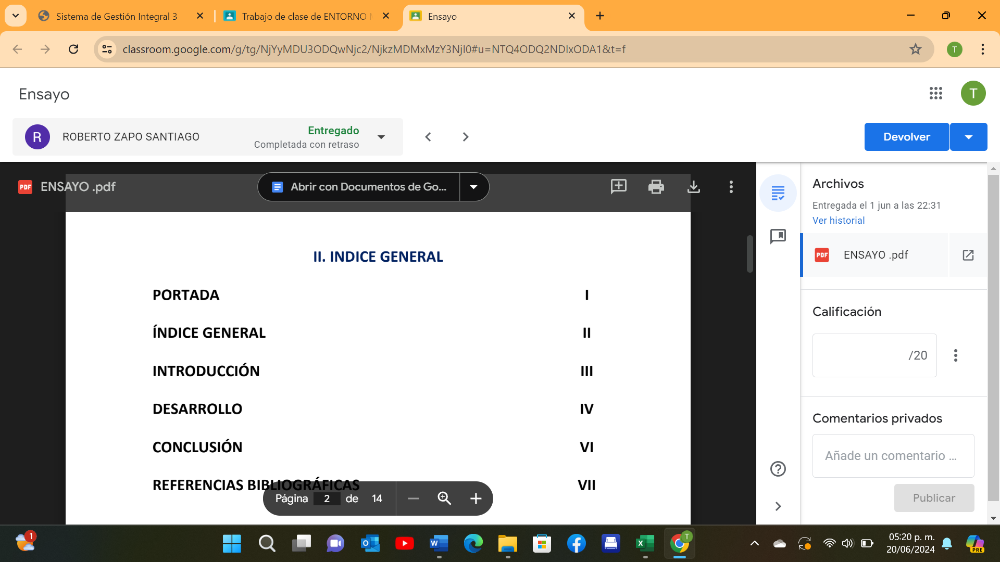 Sistema de Gestión Integral 3
Trabajo de clase de ENTORNO
Ensayo
classroom.google.com/g/tg/NjYyMDU3ODQwNjc2/NjkzMDMxMzY3NjI0#u=NTQ4ODQ2NDIxODA1&t=f
T
Ensayo
T
R
ROBERTO ZAPO SANTIAGO
Entregado
Completada con retraso
Devolver
PDF
ENSAYO .pdf
Abrir con Documentos de Go...
II. INDICE GENERAL
PORTADA I
ÍNDICE GENERAL II
INTRODUCCIÓN III
DESARROLLO IV
CONCLUSIÓN VI
REFERENCIAS BIBLIOGRÁFICAS VII
Página 2 de 14
Archivos
Entregada el 1 jun a las 22:31
Ver historial
PDF
ENSAYO .pdf
Calificación
/20
Comentarios privados
Añade un comentario ...
Publicar
1
T
05:20 p. m.
20/06/2024
PRE